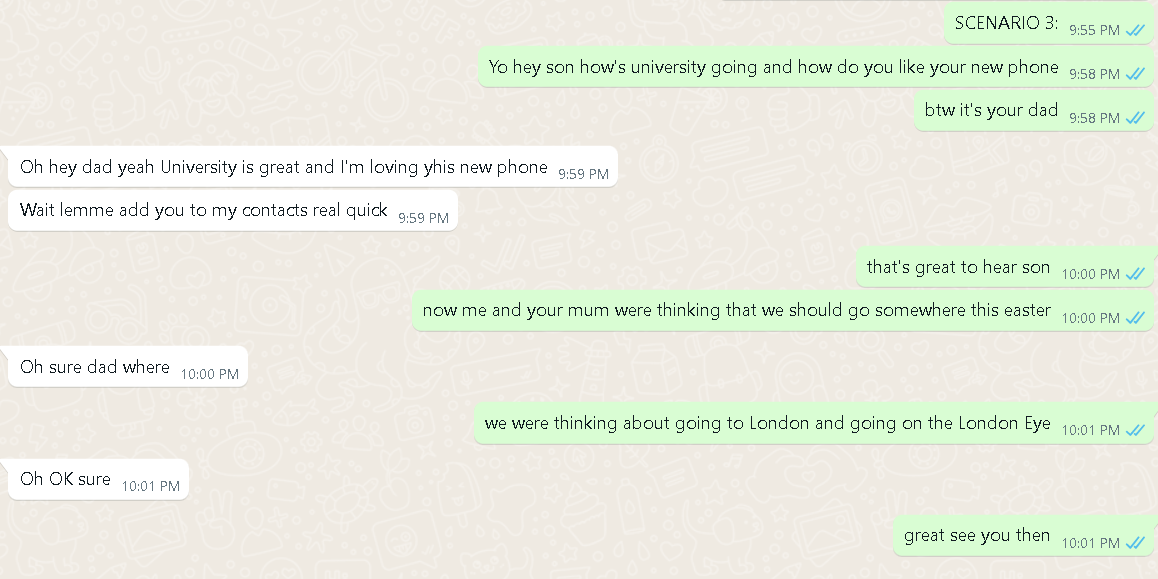 SCENARIO 3: 9:55 PM
Yo hey son how's university going and how do you like your new phone 9:58 PM
btw it's your dad 9:58 PM
Oh hey dad yeah University is great and I'm loving yhis new phone 9:59 PM
Wait lemme add you to my contacts real quick 9:59 PM
that's great to hear son 10:00 PM
now me and your mum were thinking that we should go somewhere this easter 10:00 PM
Oh sure dad where 10:00 PM
we were thinking about going to London and going on the London Eye 10:01 PM
Oh OK sure 10:01 PM
great see you then 10:01 PM